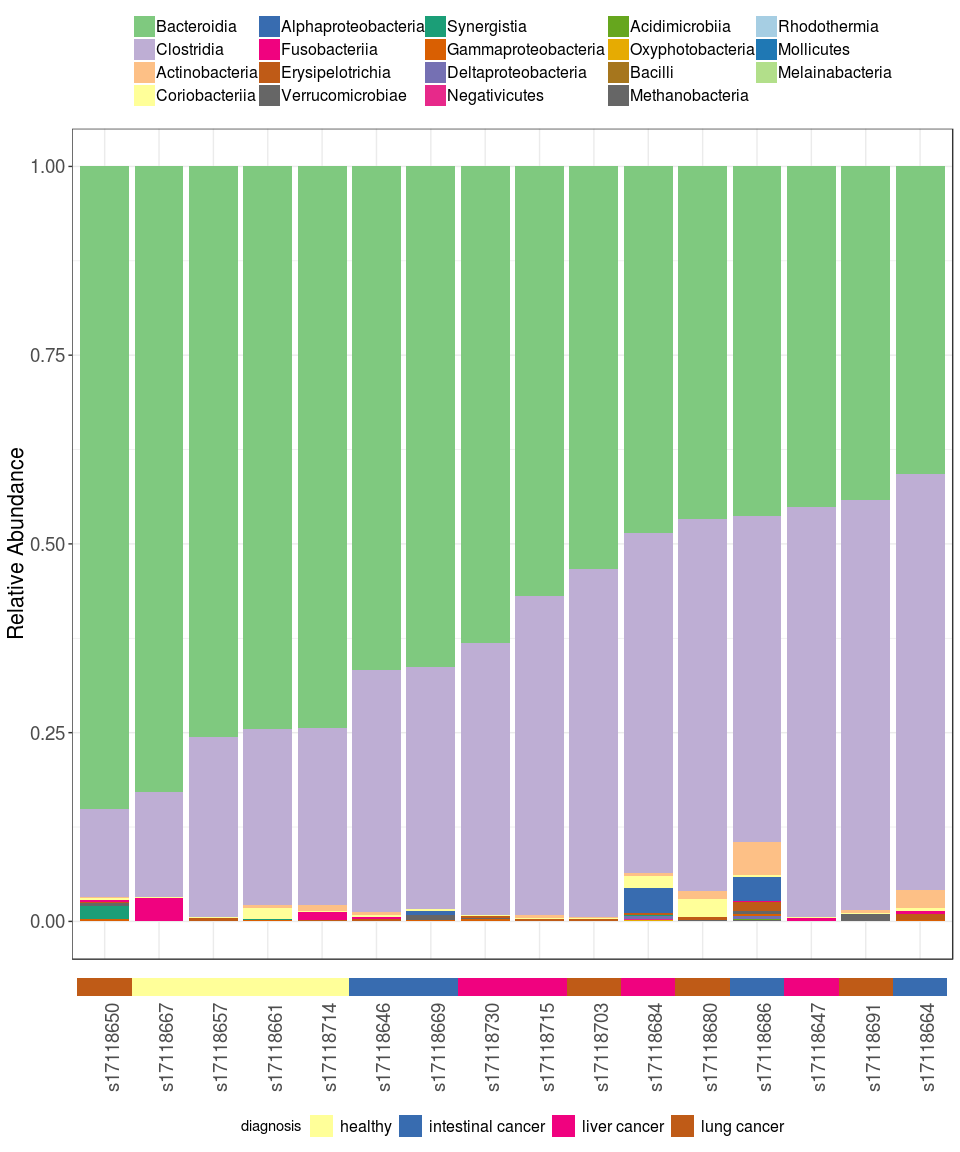 Bacteroidia Alphaproteobacteria Synergistia Acidimicrobiia Rhodothermia
Clostridia Fusobacteriia Gammaproteobacteria Oxyphotobacteria Mollicutes
Actinobacteria Erysipelotrichia Deltaproteobacteria Bacilli Melainabacteria
Coriobacteriia Verrucomicrobiae Negativicutes Methanobacteria
Relative Abundance
1.00
0.75
0.50
0.25
0.00
s17118650 s17118667 s17118657 s17118661 s17118714 s17118646 s17118669 s17118730 s17118715 s17118703 s17118684 s17118680 s17118686 s17118647 s17118691 s17118664
diagnosis healthy intestinal cancer liver cancer lung cancer